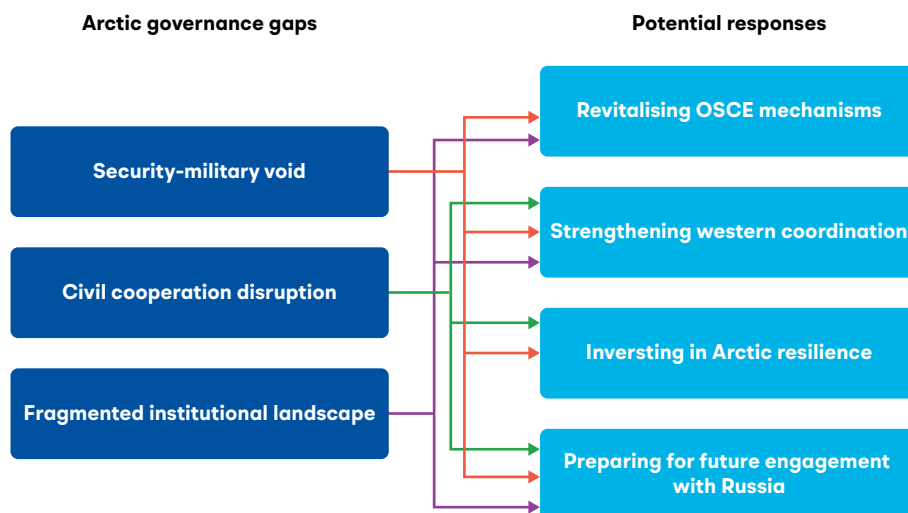 Arctic governance gaps
Potential responses
Security-military void
Civil cooperation disruption
Fragmented institutional landscape
Revitalising OSCE mechanisms
Strengthening western coordination
Inversting in Arctic resilience
Preparing for future engagement
with Russia